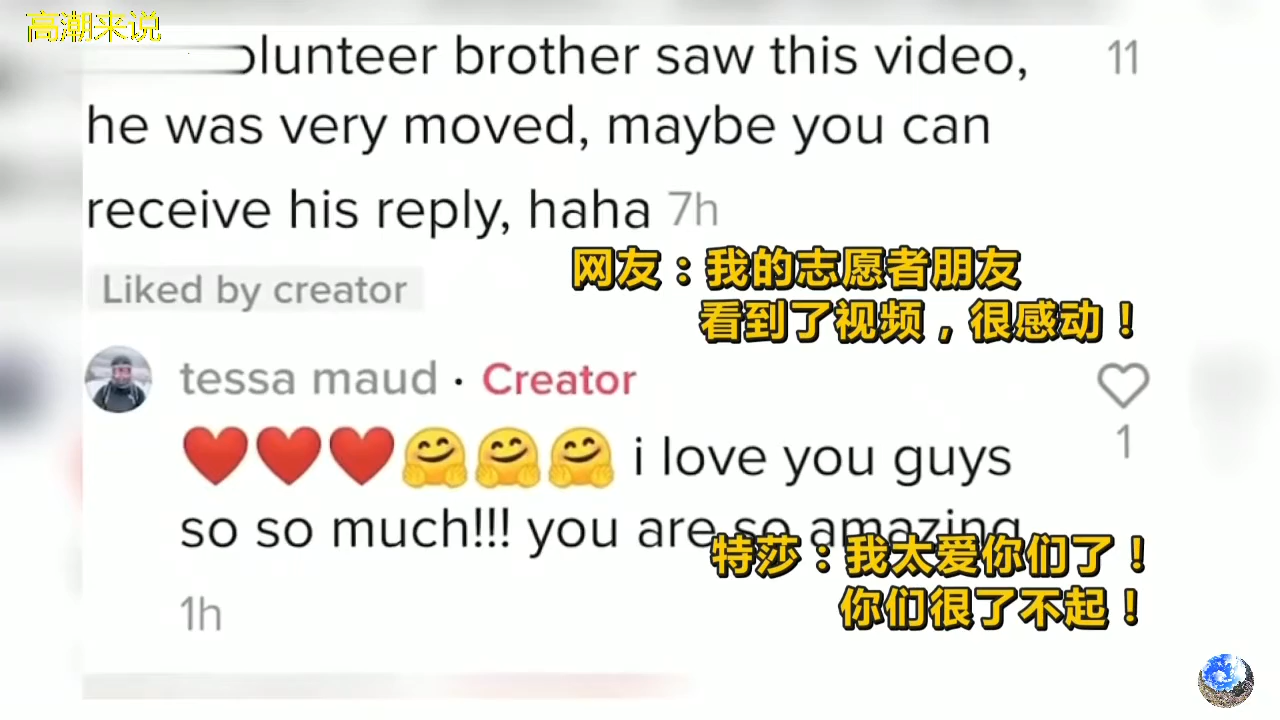 高潮来说
olunteer brother saw this video,
11
he was very moved, maybe you can
receive his reply, haha 7h
网友：我的志愿者朋友
看到了视频，很感动！
Liked by creator
tessa maud · Creator
❤️❤️❤️🤗🤗🤗 i love you guys
1
so so much!!! you are so amazing
特莎：我太爱你们了！
你们很了不起！
1h